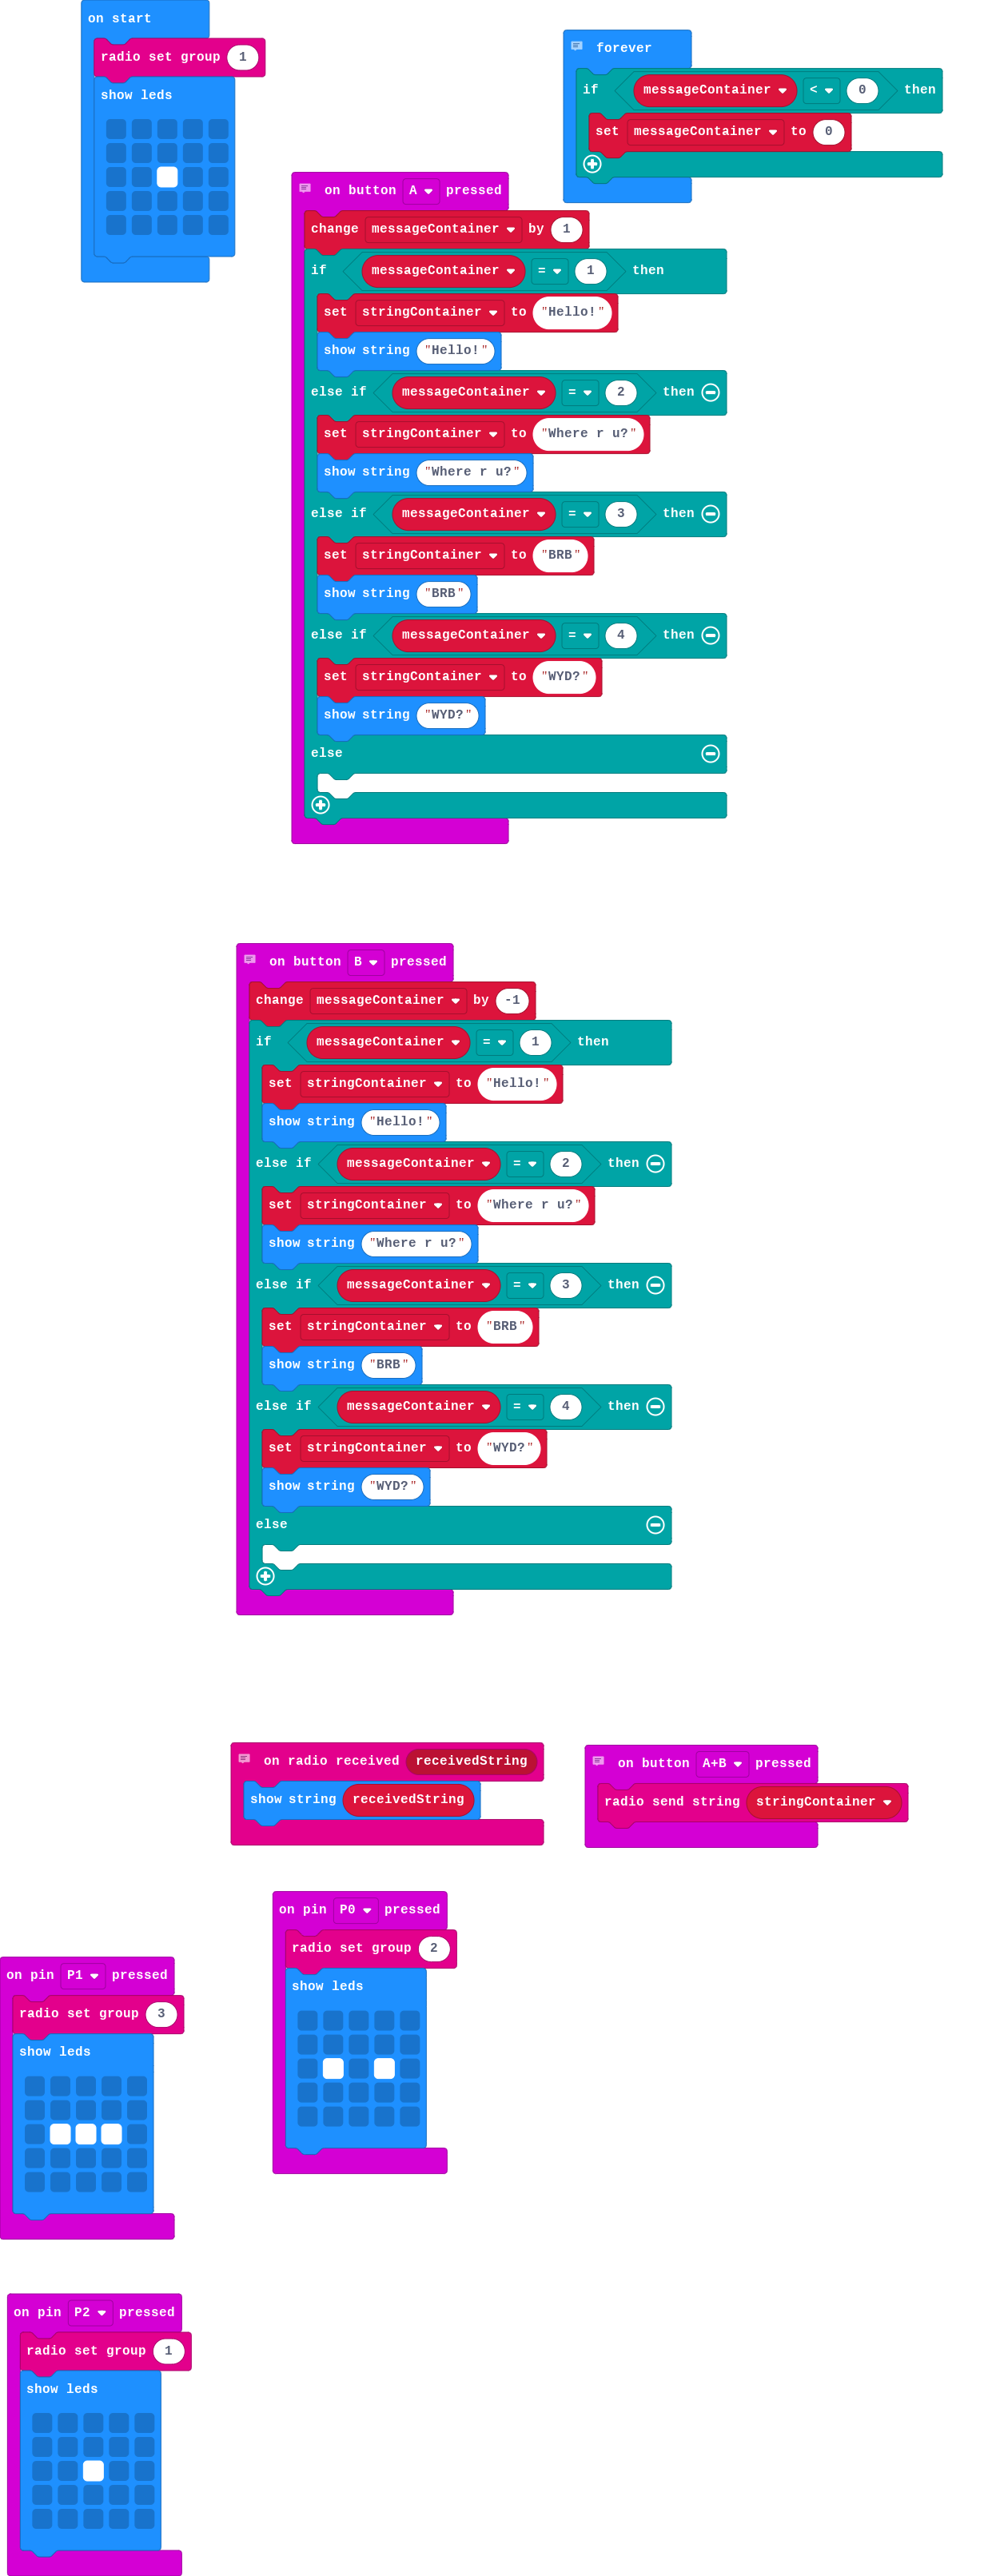 on start
radio set group 1
show leds
forever
if messageContainer < 0 then
set messageContainer to 0
on button A pressed
change messageContainer by 1
if messageContainer = 1 then
set stringContainer to "Hello!"
show string "Hello!"
else if messageContainer = 2 then
set stringContainer to "Where r u?"
show string "Where r u?"
else if messageContainer = 3 then
set stringContainer to "BRB"
show string "BRB"
else if messageContainer = 4 then
set stringContainer to "WYD?"
show string "WYD?"
else
on button B pressed
change messageContainer by -1
if messageContainer = 1 then
set stringContainer to "Hello!"
show string "Hello!"
else if messageContainer = 2 then
set stringContainer to "Where r u?"
show string "Where r u?"
else if messageContainer = 3 then
set stringContainer to "BRB"
show string "BRB"
else if messageContainer = 4 then
set stringContainer to "WYD?"
show string "WYD?"
else
on radio received receivedString
show string receivedString
on button A+B pressed
radio send string stringContainer
on pin P0 pressed
radio set group 2
show leds
on pin P1 pressed
radio set group 3
show leds
on pin P2 pressed
radio set group 1
show leds